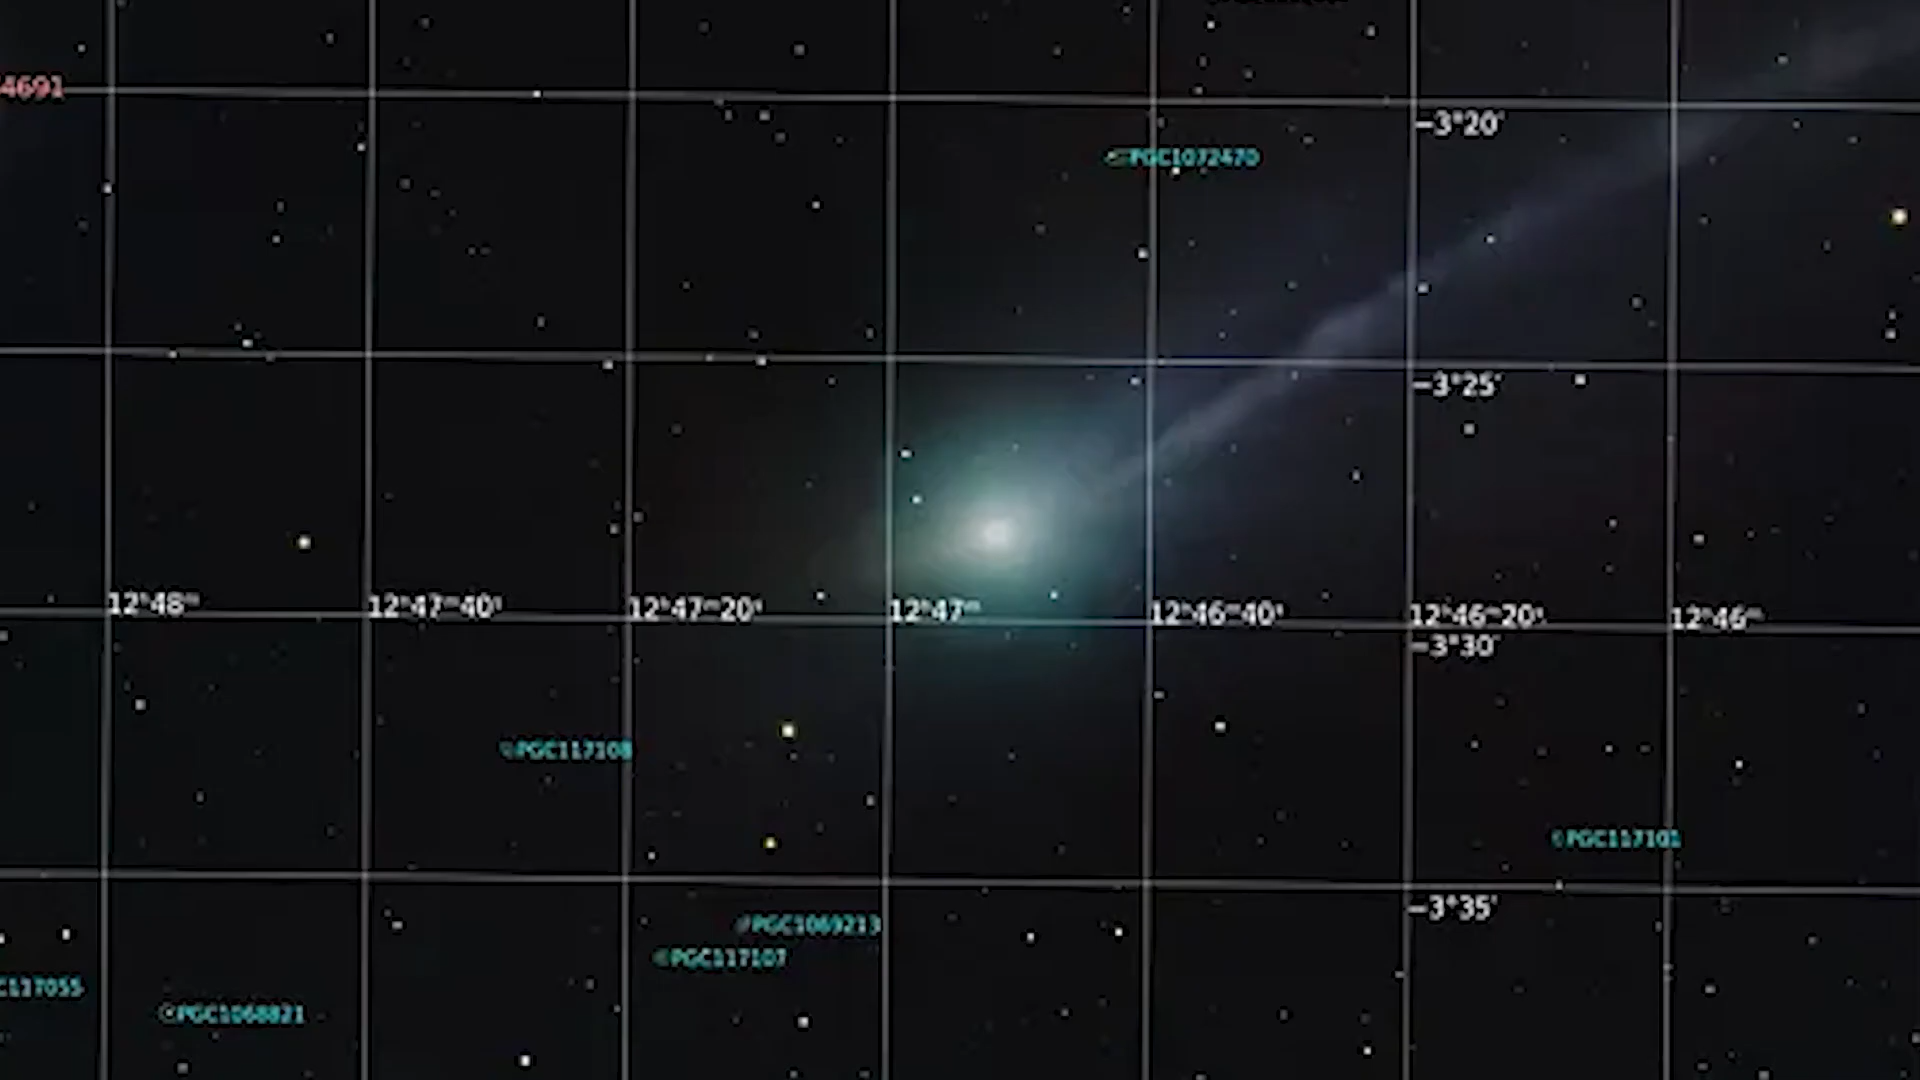 4691
−3°20'
PGC1072470
−3°25'
12ʰ48ᵐ
12ʰ47ᵐ40ˢ
12ʰ47ᵐ20ˢ
12ʰ47ᵐ
12ʰ46ᵐ40ˢ
12ʰ46ᵐ20ˢ
12ʰ46ᵐ
−3°30'
PGC117108
PGC117101
−3°35'
PGC1069213
PGC117107
C117055
PGC1068821